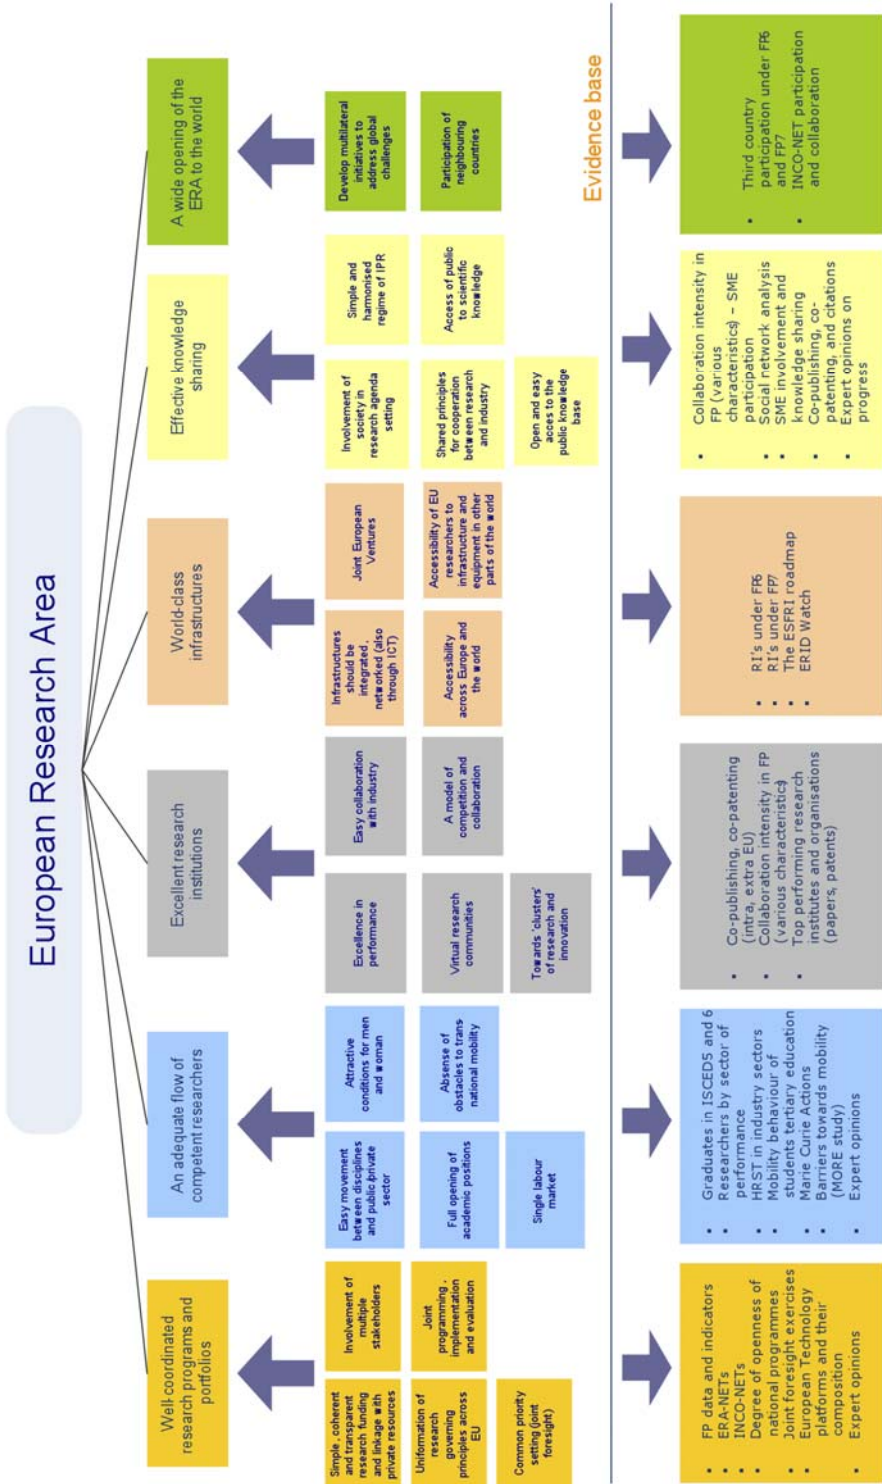 European Research Area
Well-coordinated
research programs and
portfolios
An adequate flow of
competent researchers
Excellent research
institutions
World-class
infrastructures
Effective knowledge
sharing
A wide opening of the
ERA to the world
Simple, coherent
and transparent
research funding
and linkage with
private resources
Involvement of
multiple
stakeholders
Uniformation of
research
governing
principles across
EU
Joint
programming,
implementation
and evaluation
Common priority
setting (joint
foresight)
Easy movement
between disciplines
and public/private
sector
Attractive
conditions for men
and woman
Full opening of
academic positions
Absense of
obstacles to trans-
national mobility
Single labour
market
Excellence in
performance
Easy collaboration
with industry
Virtual research
communities
A model of
competition and
collaboration
Towards 'clusters'
of research and
innovation
Infrastructures
should be
integrated,
networked (also
through ICT)
Joint European
Ventures
Accessibility
across Europe and
the world
Accessibility of EU
researchers to
infrastructure and
equipment in other
parts of the world
Involvement of
society in
research agenda
setting
Simple and
harmonised
regime of IPR
Shared principles
for cooperation
between research
and industry
Access of public
to scientific
knowledge
Open and easy
acces to the
public knowledge
base
Develop multilateral
initiatives to
address global
challenges
Participation of
neighbouring
countries
Evidence base
▪ FP data and indicators
▪ ERA-NETs
▪ INCO-NETs
▪ Degree of openness of
national programmes
▪ Joint foresight exercises
▪ European Technology
platforms and their
composition
▪ Expert opinions
▪ Graduates in ISCED5 and 6
▪ Researchers by sector of
performance
▪ HRST in industry sectors
▪ Mobility behaviour of
students tertiary education
▪ Marie Curie Actions
▪ Barriers towards mobility
(MORE study)
▪ Expert opinions
▪ Co-publishing, co-patenting
(intra, extra EU)
▪ Collaboration intensity in FP
(various characteristics)
▪ Top performing research
institutes and organisations
(papers, patents)
▪ RI's under FP6
▪ RI's under FP7
▪ The ESFRI roadmap
▪ ERID Watch
▪ Collaboration intensity in
FP (various
characteristics) – SME
participation
▪ Social network analysis
▪ SME involvement and
knowledge sharing
▪ Co-publishing, co-
patenting, and citations
▪ Expert opinions on
progress
▪ Third country
participation under FP6
and FP7
▪ INCO-NET participation
and collaboration